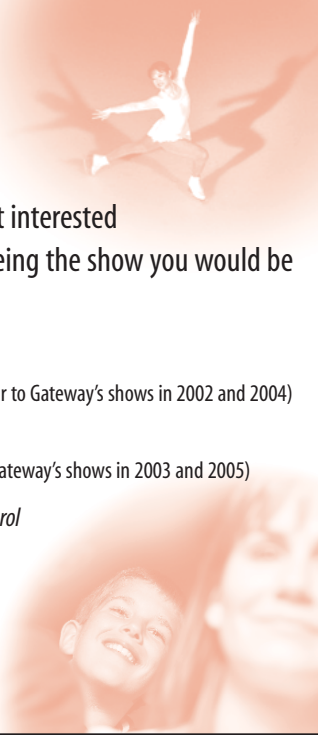 t interested
eing the show you would be
r to Gateway's shows in 2002 and 2004)
ateway's shows in 2003 and 2005)
rol